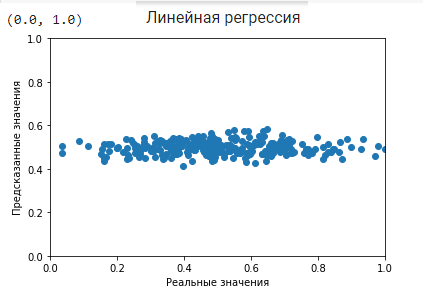 (0.0, 1.0)
Линейная регрессия
1.0
0.8
0.6
0.4
0.2
0.0
Предсказанные значения
0.0 0.2 0.4 0.6 0.8 1.0
Реальные значения